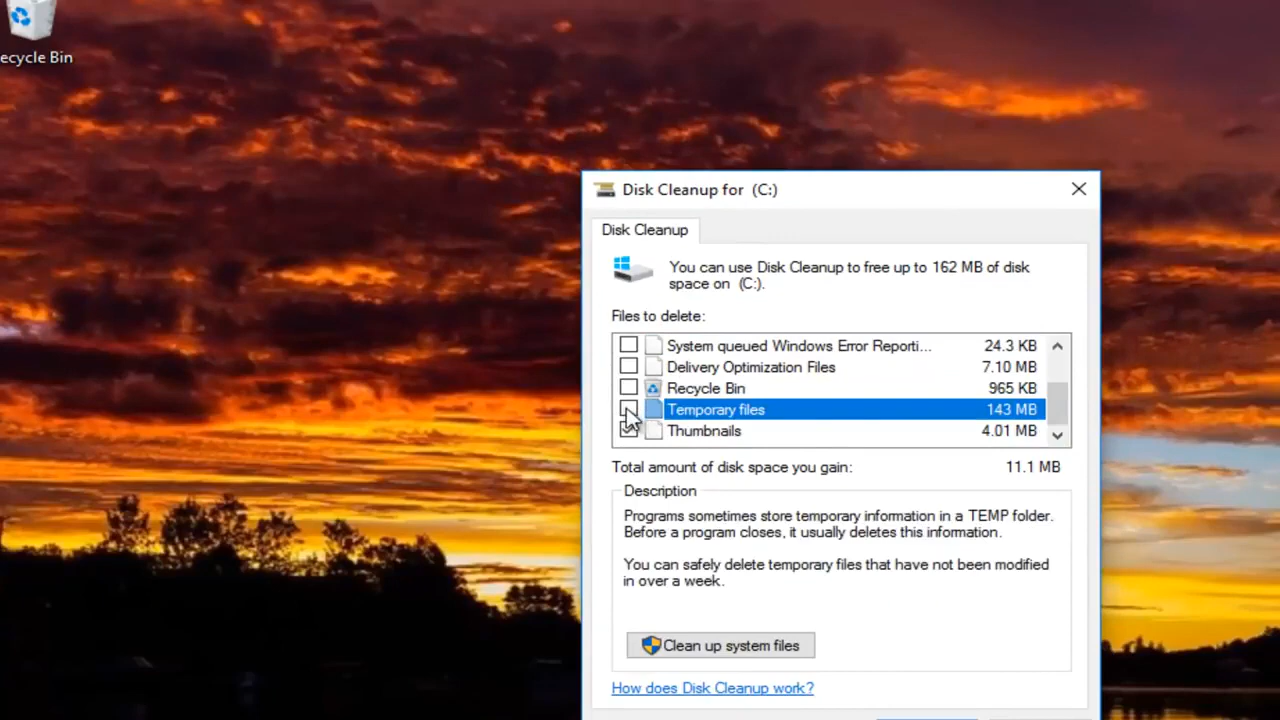 ecycle Bin
Disk Cleanup for (C:)
Disk Cleanup
You can use Disk Cleanup to free up to 162 MB of disk
space on (C:).
Files to delete:
System queued Windows Error Reporti... 24.3 KB
Delivery Optimization Files 7.10 MB
Recycle Bin 965 KB
Temporary files 143 MB
Thumbnails 4.01 MB
Total amount of disk space you gain: 11.1 MB
Description
Programs sometimes store temporary information in a TEMP folder.
Before a program closes, it usually deletes this information.
You can safely delete temporary files that have not been modified
in over a week.
Clean up system files
How does Disk Cleanup work?